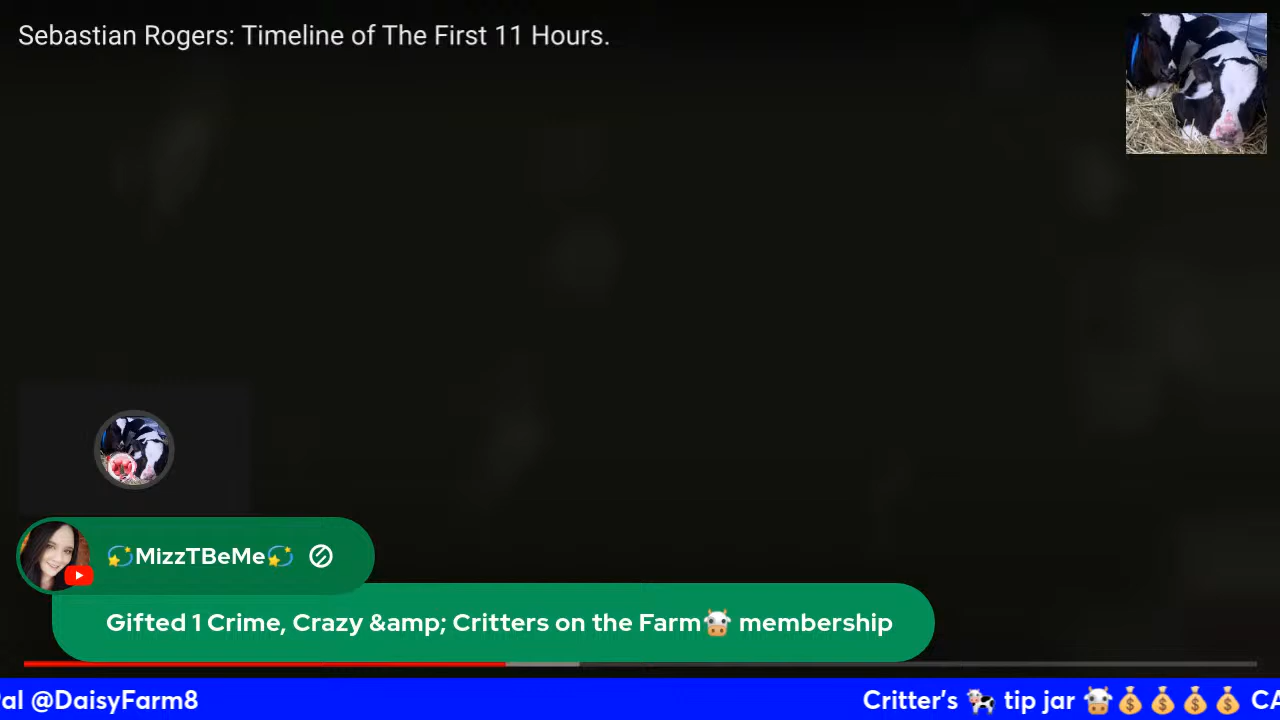 Sebastian Rogers: Timeline of The First 11 Hours.
💫MizzTBeMe💫
Gifted 1 Crime, Crazy &amp; Critters on the Farm🐮 membership
al @DaisyFarm8
Critter's 🐄 tip jar 🐮💰💰💰💰 CA